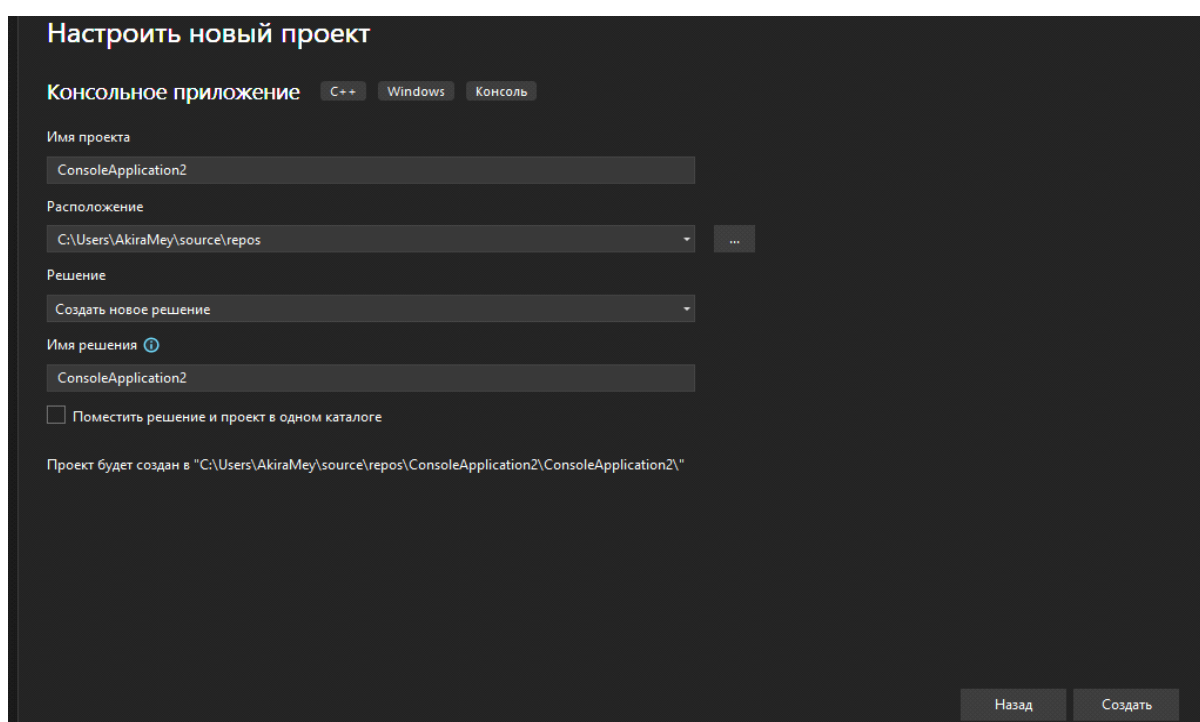 Настроить новый проект
Консольное приложение C++ Windows Консоль
Имя проекта
ConsoleApplication2
Расположение
C:\Users\AkiraMey\source\repos
...
Решение
Создать новое решение
Имя решения
ConsoleApplication2
Поместить решение и проект в одном каталоге
Проект будет создан в "C:\Users\AkiraMey\source\repos\ConsoleApplication2\ConsoleApplication2\"
Назад Создать